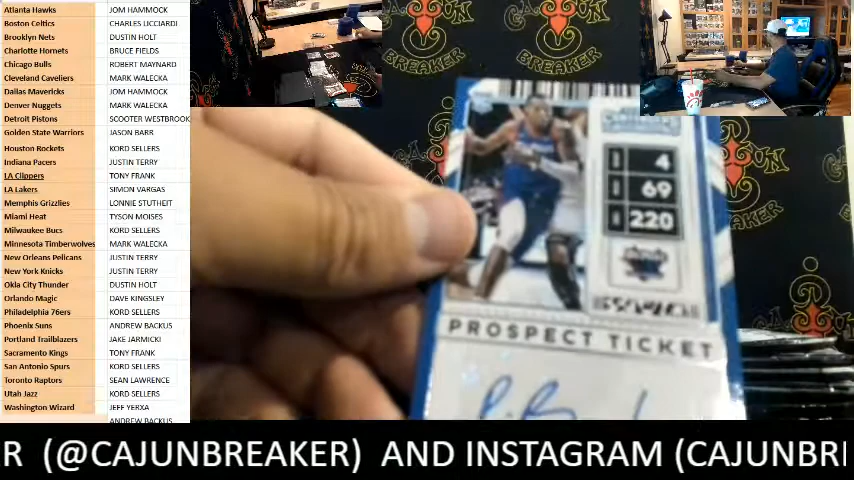 Atlanta Hawks JOM HAMMOCK
Boston Celtics CHARLES LICCIARDI
Brooklyn Nets DUSTIN HOLT
Charlotte Hornets BRUCE FIELDS
Chicago Bulls ROBERT MAYNARD
Cleveland Cavaliers MARK WALECKA
Dallas Mavericks JOM HAMMOCK
Denver Nuggets MARK WALECKA
Detroit Pistons SCOOTER WESTBROOK
Golden State Warriors JASON BARR
Houston Rockets KORD SELLERS
Indiana Pacers JUSTIN TERRY
LA Clippers TONY FRANK
LA Lakers SIMON VARGAS
Memphis Grizzlies LONNIE STUTHEIT
Miami Heat TYSON MOISES
Milwaukee Bucs KORD SELLERS
Minnesota Timberwolves MARK WALECKA
New Orleans Pelicans JUSTIN TERRY
New York Knicks JUSTIN TERRY
Okla City Thunder DUSTIN HOLT
Orlando Magic DAVE KINGSLEY
Philadelphia 76ers KORD SELLERS
Phoenix Suns ANDREW BACKUS
Portland Trailblazers JAKE JARMICKI
Sacramento Kings TONY FRANK
San Antonio Spurs KORD SELLERS
Toronto Raptors SEAN LAWRENCE
Utah Jazz KORD SELLERS
Washington Wizard JEFF YERXA
ANDREW BACKUS
BREAKER
BREAKER
4
69
220
PROSPECT TICKET
R (@CAJUNBREAKER) AND INSTAGRAM (CAJUNBRE